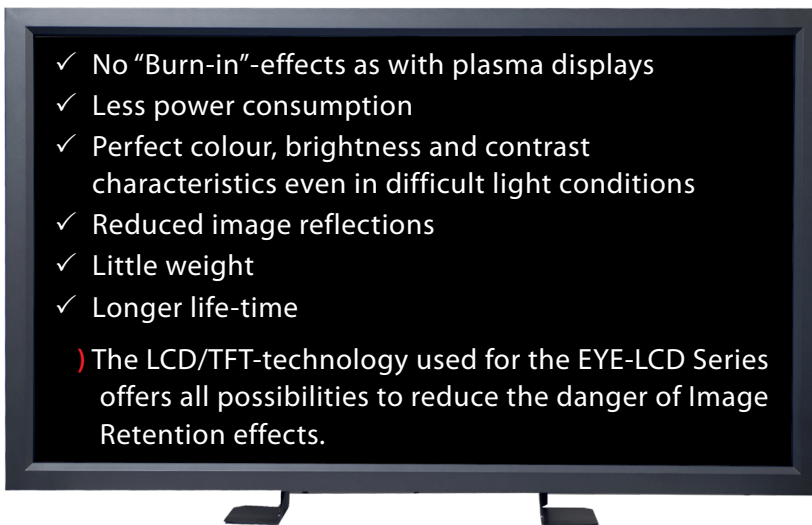 ✓ No “Burn-in”-effects as with plasma displays
✓ Less power consumption
✓ Perfect colour, brightness and contrast
characteristics even in difficult light conditions
✓ Reduced image reflections
✓ Little weight
✓ Longer life-time
) The LCD/TFT-technology used for the EYE-LCD Series
offers all possibilities to reduce the danger of Image
Retention effects.